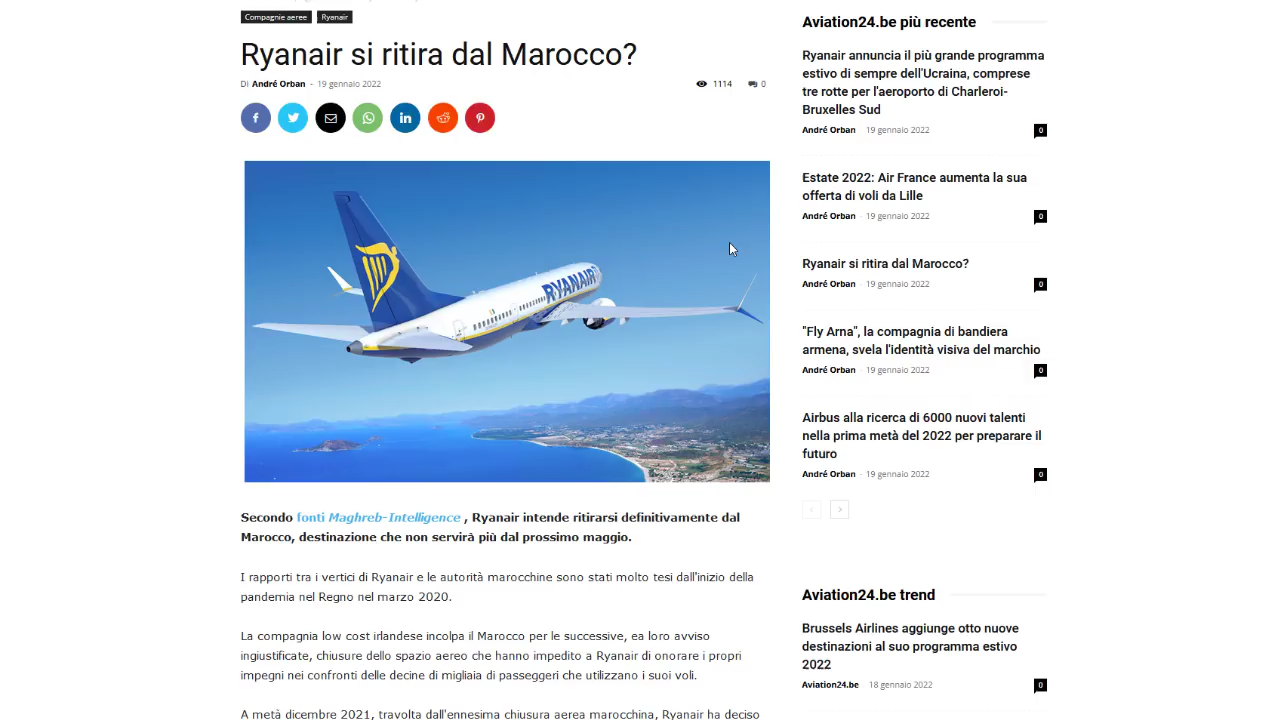 Compagnie aeree Ryanair
Ryanair si ritira dal Marocco?
Di André Orban - 19 gennaio 2022
1114 0
RYANAIR
Secondo fonti Maghreb-Intelligence , Ryanair intende ritirarsi definitivamente dal
Marocco, destinazione che non servirà più dal prossimo maggio.
I rapporti tra i vertici di Ryanair e le autorità marocchine sono stati molto tesi dall'inizio della
pandemia nel Regno nel marzo 2020.
La compagnia low cost irlandese incolpa il Marocco per le successive, ea loro avviso
ingiustificate, chiusure dello spazio aereo che hanno impedito a Ryanair di onorare i propri
impegni nei confronti delle decine di migliaia di passeggeri che utilizzano i suoi voli.
A metà dicembre 2021, travolta dall'ennesima chiusura aerea marocchina, Ryanair ha deciso
Aviation24.be più recente
Ryanair annuncia il più grande programma
estivo di sempre dell'Ucraina, comprese
tre rotte per l'aeroporto di Charleroi-
Bruxelles Sud
André Orban - 19 gennaio 2022 0
Estate 2022: Air France aumenta la sua
offerta di voli da Lille
André Orban - 19 gennaio 2022 0
Ryanair si ritira dal Marocco?
André Orban - 19 gennaio 2022 0
"Fly Arna", la compagnia di bandiera
armena, svela l'identità visiva del marchio
André Orban - 19 gennaio 2022 0
Airbus alla ricerca di 6000 nuovi talenti
nella prima metà del 2022 per preparare il
futuro
André Orban - 19 gennaio 2022 0
Aviation24.be trend
Brussels Airlines aggiunge otto nuove
destinazioni al suo programma estivo
2022
Aviation24.be - 18 gennaio 2022 0